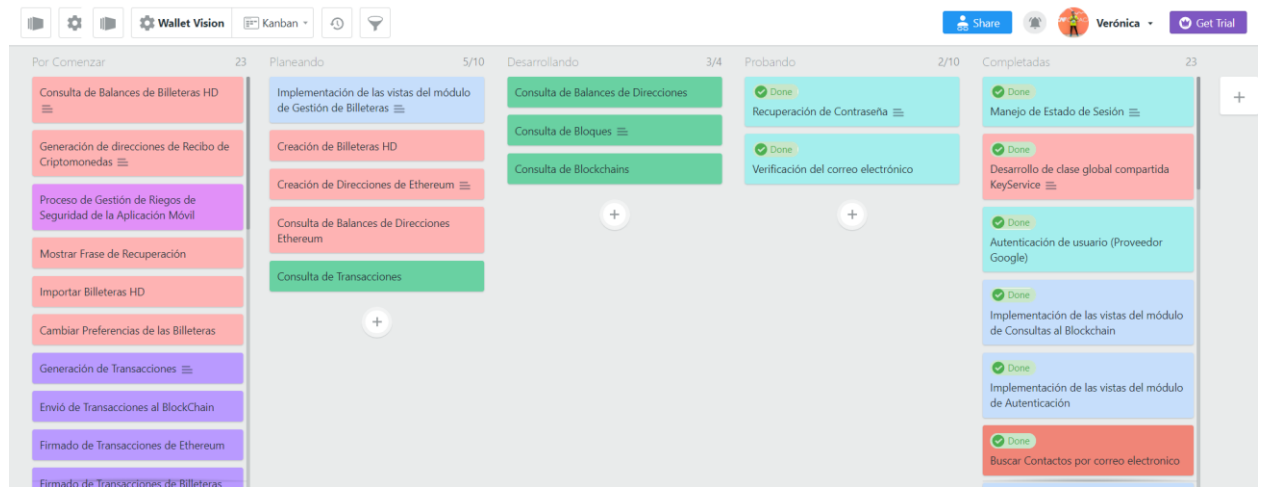 Wallet Vision
Kanban
Share
Verónica
Get Trial
Por Comenzar 23
Consulta de Balances de Billeteras HD
Generación de direcciones de Recibo de
Criptomonedas
Proceso de Gestión de Riegos de
Seguridad de la Aplicación Móvil
Mostrar Frase de Recuperación
Importar Billeteras HD
Cambiar Preferencias de las Billeteras
Generación de Transacciones
Envió de Transacciones al BlockChain
Firmado de Transacciones de Ethereum
Firmado de Transacciones de Billeteras
Planeando 5/10
Implementación de las vistas del módulo
de Gestión de Billeteras
Creación de Billeteras HD
Creación de Direcciones de Ethereum
Consulta de Balances de Direcciones
Ethereum
Consulta de Transacciones
Desarrollando 3/4
Consulta de Balances de Direcciones
Consulta de Bloques
Consulta de Blockchains
Probando 2/10
Done
Recuperación de Contraseña
Done
Verificación del correo electrónico
Completadas 23
Done
Manejo de Estado de Sesión
Done
Desarrollo de clase global compartida
KeyService
Done
Autenticación de usuario (Proveedor
Google)
Done
Implementación de las vistas del módulo
de Consultas al Blockchain
Done
Implementación de las vistas del módulo
de Autenticación
Done
Buscar Contactos por correo electronico